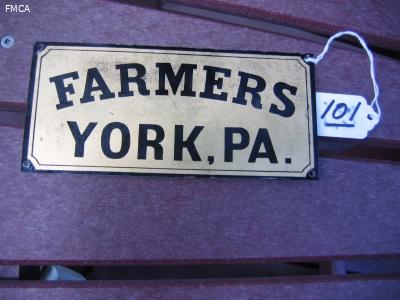 FMCA
FARMERS
YORK, PA.
101